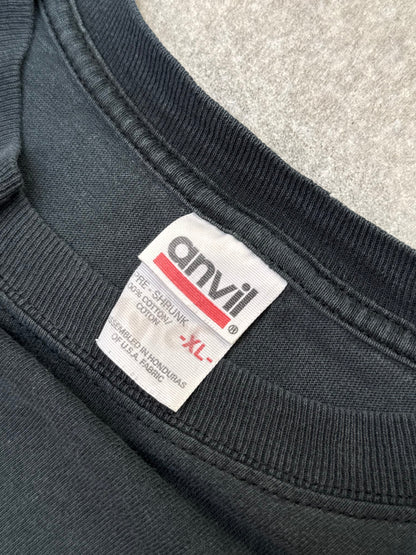 anvil®
PRE-SHRUNK
100% COTTON/
COTON
-XL-
ASSEMBLED IN HONDURAS
OF U.S.A. FABRIC